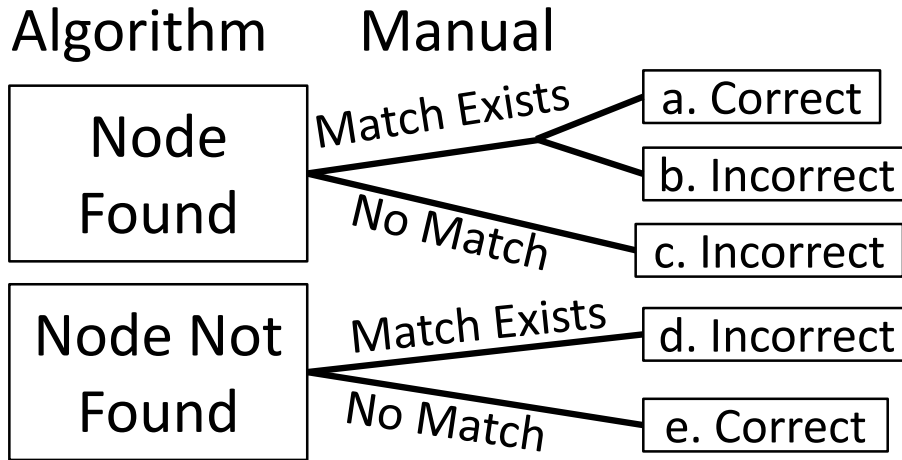 Algorithm Manual
Node
Found
Match Exists
No Match
a. Correct
b. Incorrect
c. Incorrect
Node Not
Found
Match Exists
No Match
d. Incorrect
e. Correct